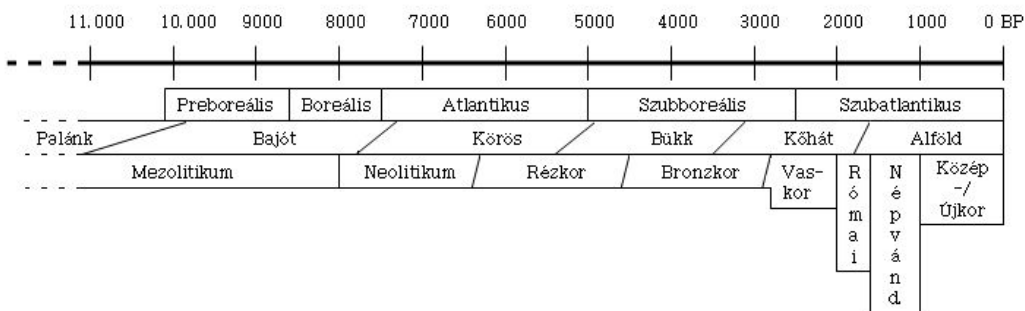 11.000 10.000 9000 8000 7000 6000 5000 4000 3000 2000 1000 0 BP
Preboreális Boreális Atlantikus Szubboreális Szubatlantikus
Palánk Bajót Körös Bükk Kőhát Alföld
Mezolitikum Neolitikum Rézkor Bronzkor
Vas-
kor
R
ó
m
a
i
N
é
p
v
á
n
d.
Közép
-/
Újkor